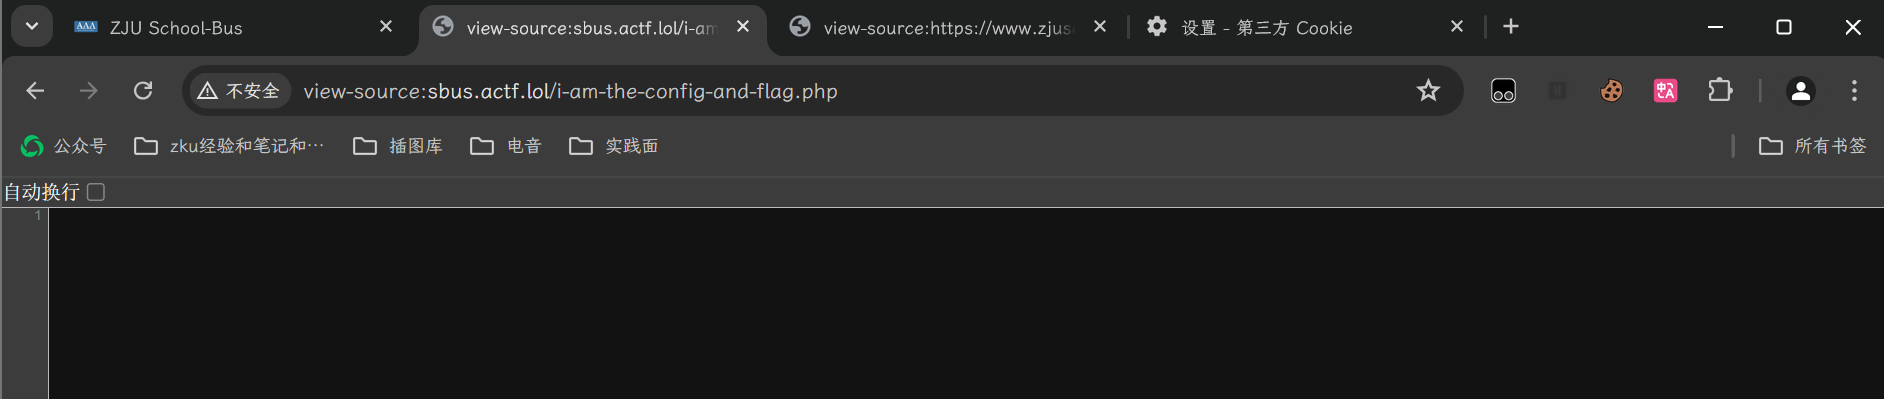 ZJU School-Bus
view-source:sbus.actf.lol/i-am
view-source:https://www.zjus
设置 - 第三方 Cookie
不安全
view-source:sbus.actf.lol/i-am-the-config-and-flag.php
公众号
zku经验和笔记和…
插图库
电音
实践面
所有书签
自动换行
1